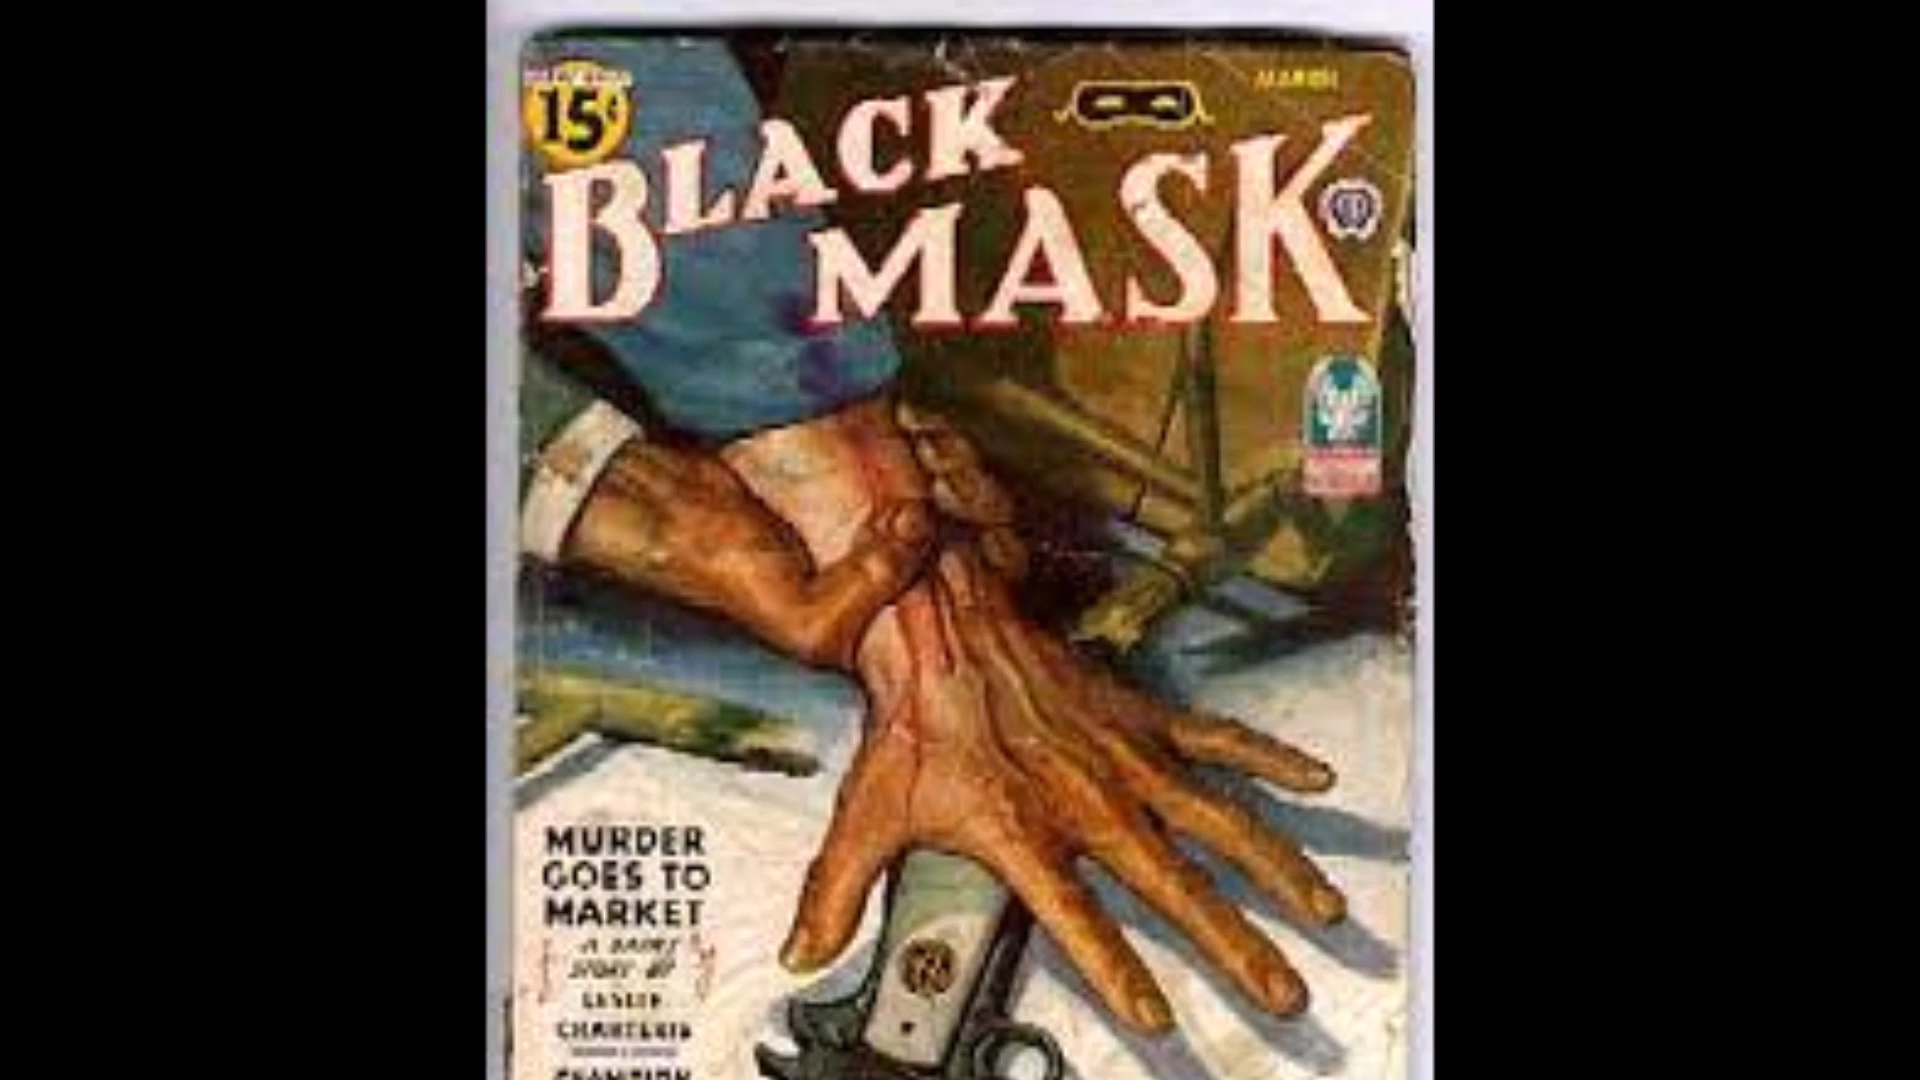 15¢
MARCH
BLACK
MASK
MURDER
GOES TO
MARKET
A SAINT
STORY BY
LESLIE
CHARTERIS